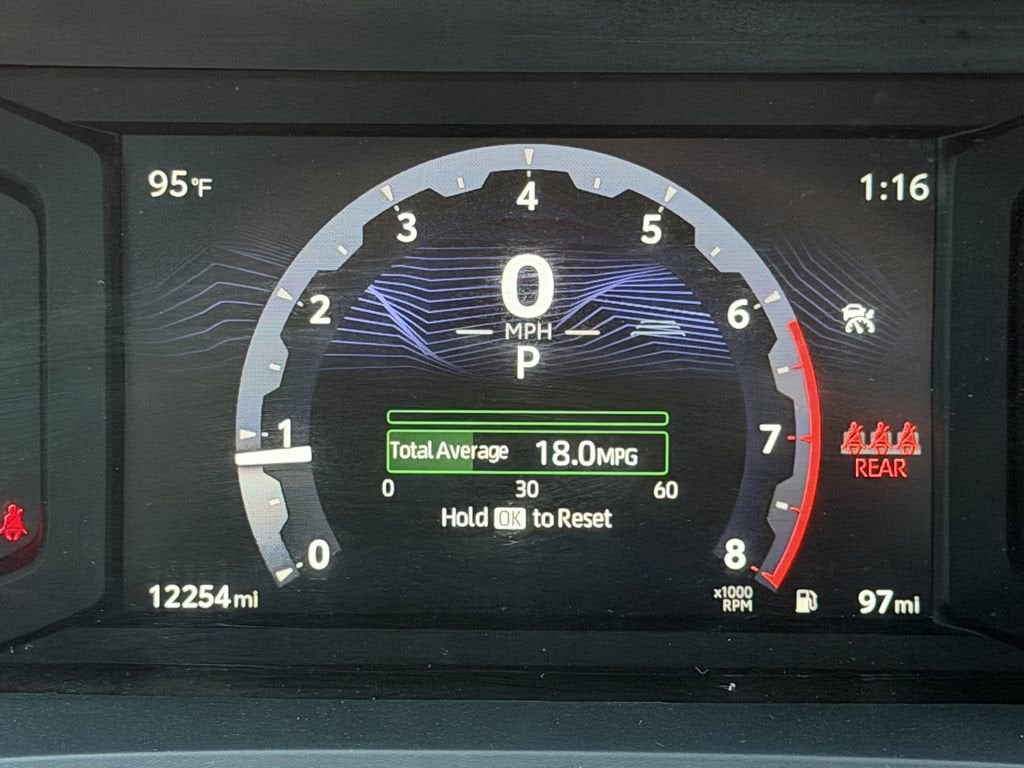 95°F
1:16
4
3
5
0
2
6
MPH
P
1
7
Total Average 18.0MPG
REAR
0 30 60
Hold OK to Reset
0
8
12254mi
x1000
RPM
97mi